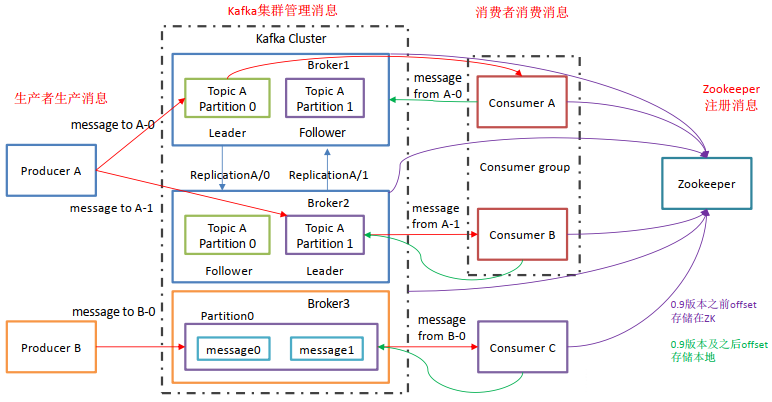 Kafka集群管理消息
消费者消费消息
Kafka Cluster
Broker1
生产者生产消息
Topic A
Partition 0
Topic A
Partition 1
message
from A-0
Consumer A
Zookeeper
注册消息
message to A-0
Leader
Follower
Producer A
ReplicationA/0
ReplicationA/1
Consumer group
Zookeeper
message to A-1
Broker2
Topic A
Partition 0
Topic A
Partition 1
message
from A-1
Consumer B
Follower
Leader
Broker3
message to B-0
Partition0
message0
message1
message
from B-0
Producer B
Consumer C
0.9版本之前offset
存储在ZK
0.9版本及之后offset
存储本地